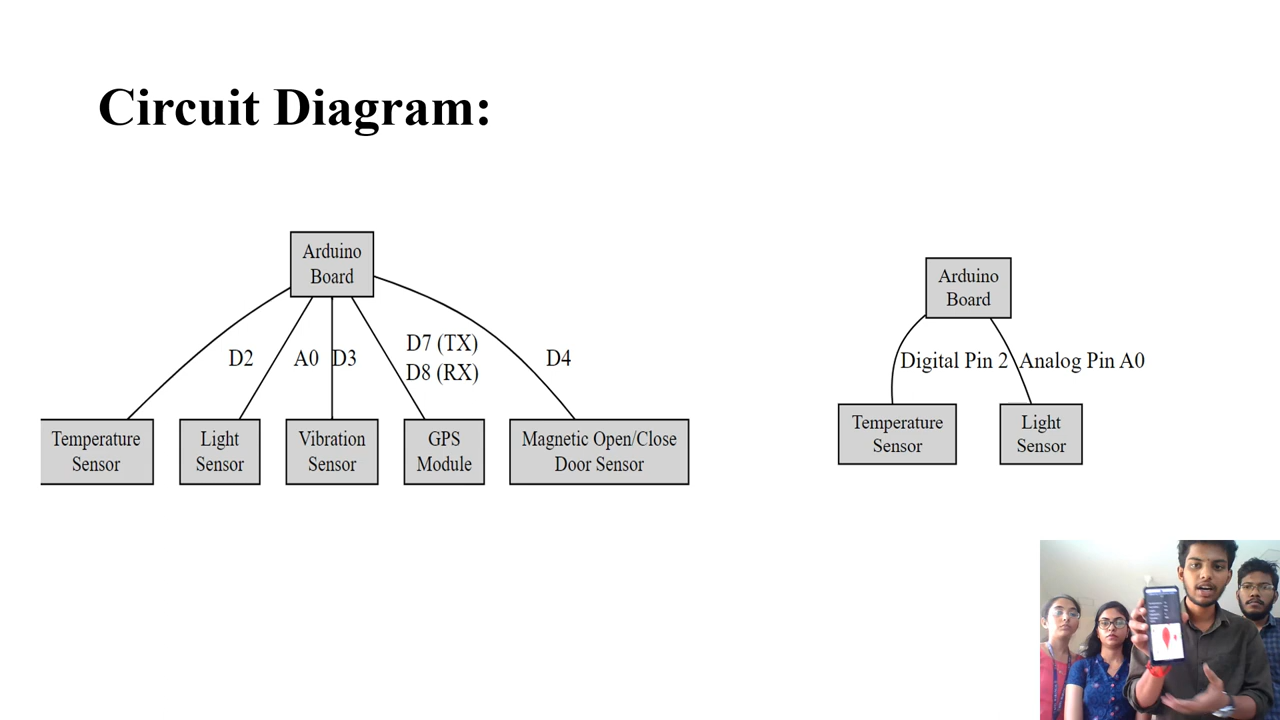 Circuit Diagram:
Arduino
Board
D2
A0
D3
D7 (TX)
D8 (RX)
D4
Temperature
Sensor
Light
Sensor
Vibration
Sensor
GPS
Module
Magnetic Open/Close
Door Sensor
Arduino
Board
Digital Pin 2
Analog Pin A0
Temperature
Sensor
Light
Sensor